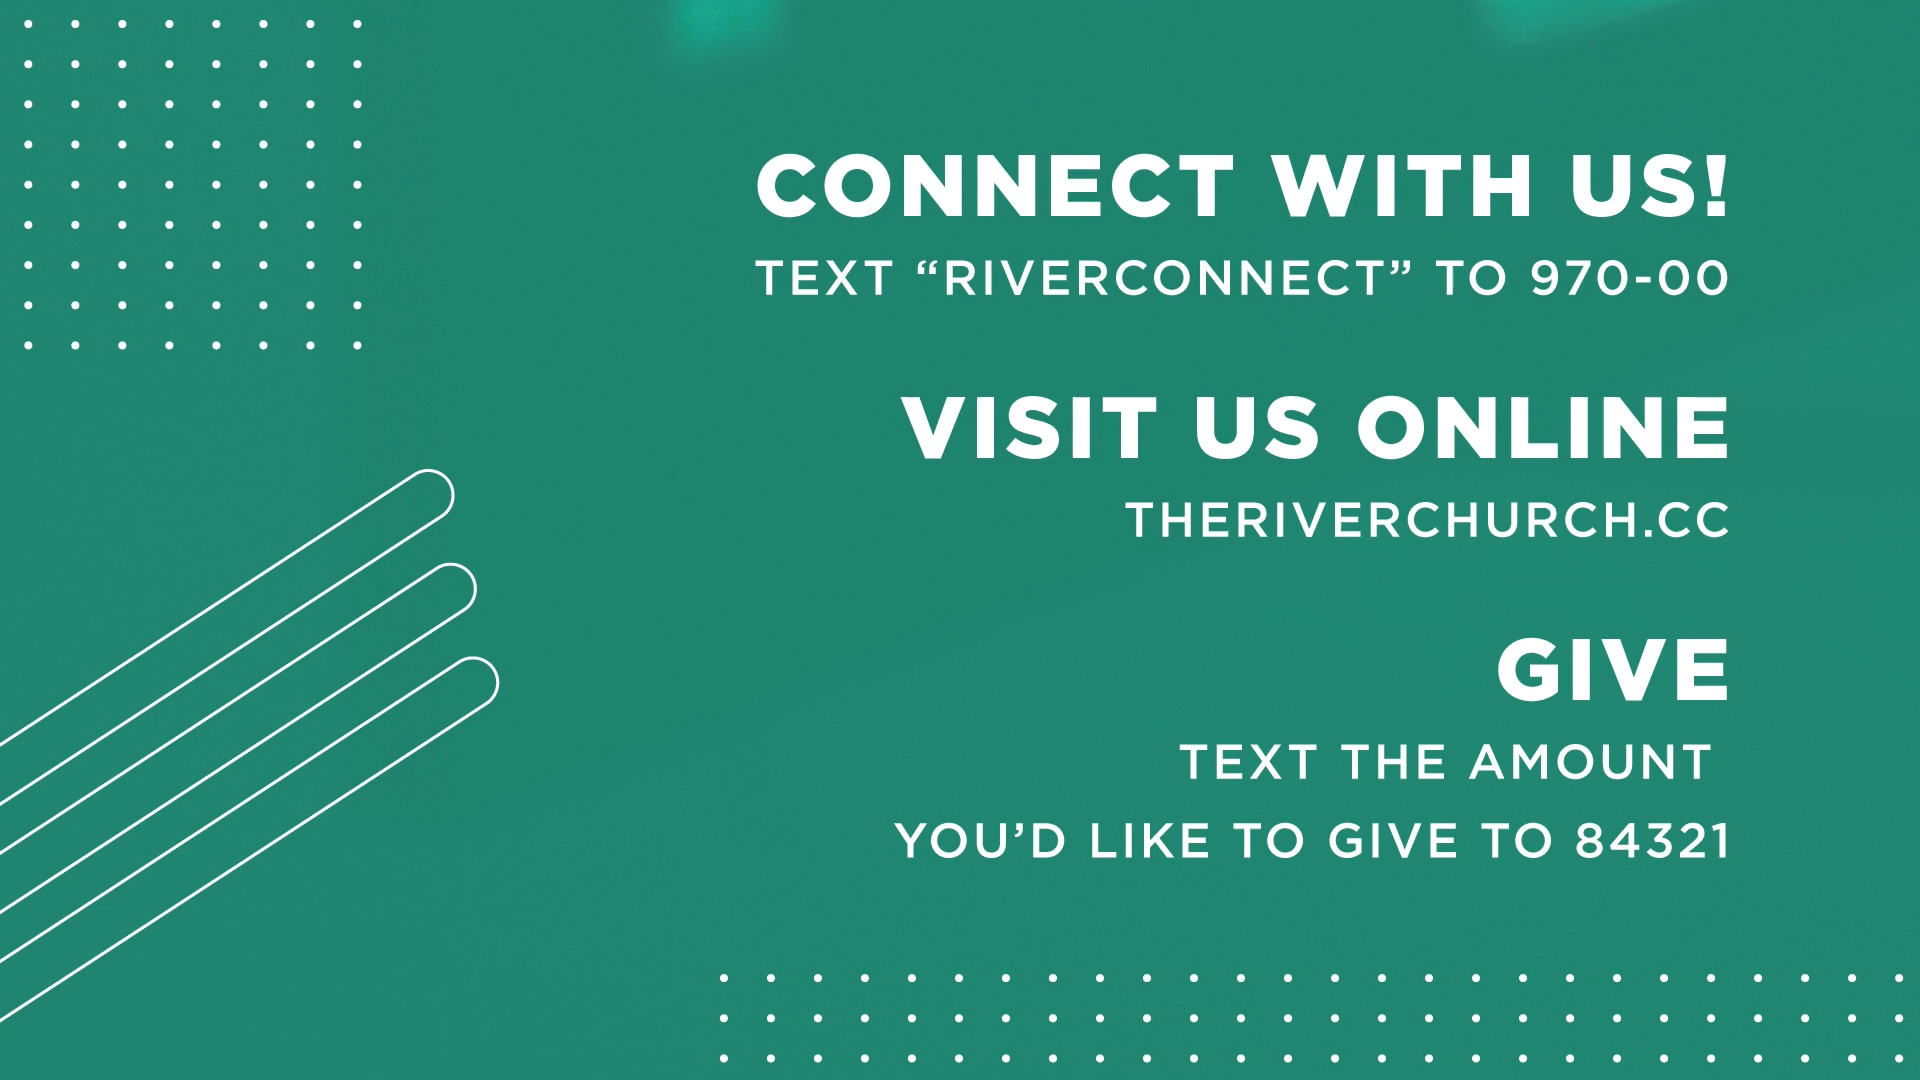 CONNECT WITH US!
TEXT “RIVERCONNECT” TO 970-00
VISIT US ONLINE
THERIVERCHURCH.CC
GIVE
TEXT THE AMOUNT
YOU’D LIKE TO GIVE TO 84321